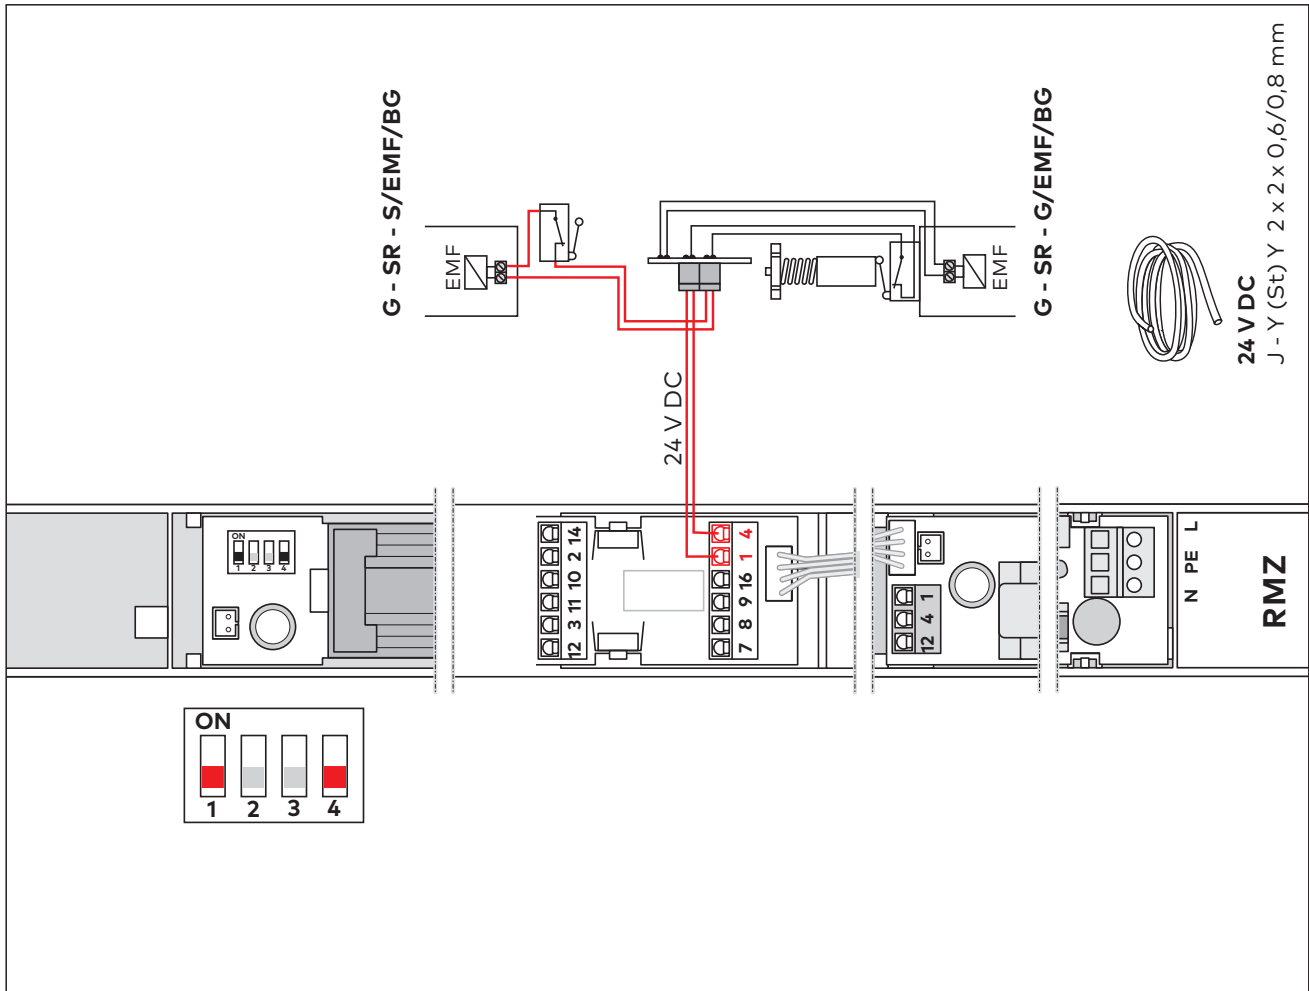 G - SR - S/EMF/BG
EMF
24 V DC
EMF
G - SR - G/EMF/BG
24 V DC
J - Y (St) Y 2 x 2 x 0,6/0,8 mm
ON
1 2 3 4
12 3 11 10 2 14
7 8 9 16 1 4
12 4 1
N PE L
RMZ
ON
1 2 3 4